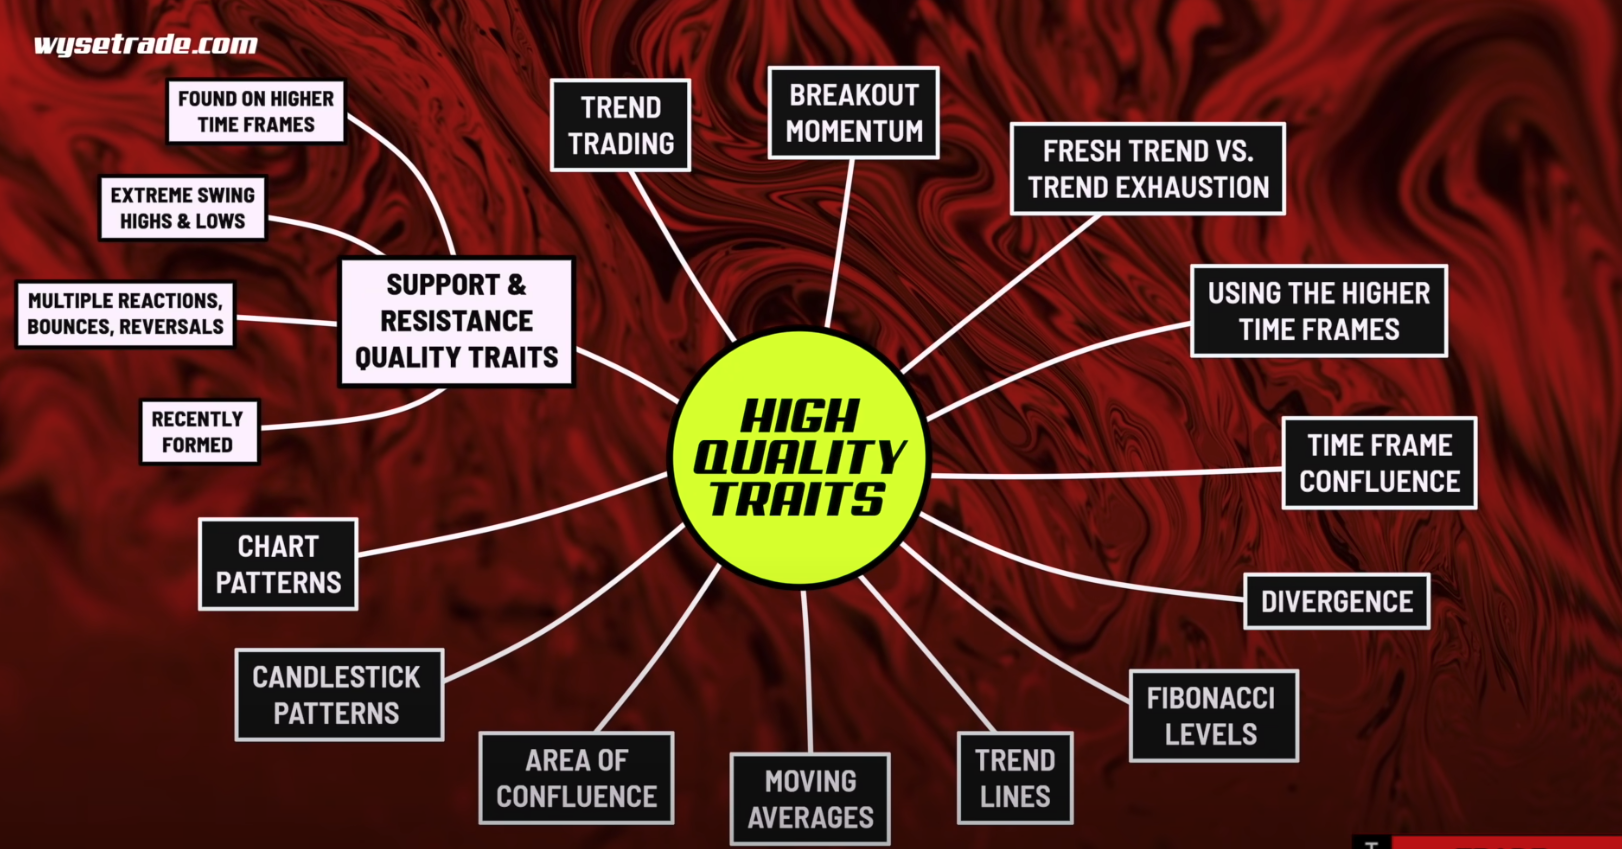 wysetrade.com
FOUND ON HIGHER
TIME FRAMES
EXTREME SWING
HIGHS & LOWS
MULTIPLE REACTIONS,
BOUNCES, REVERSALS
RECENTLY
FORMED
SUPPORT &
RESISTANCE
QUALITY TRAITS
TREND
TRADING
BREAKOUT
MOMENTUM
FRESH TREND VS.
TREND EXHAUSTION
USING THE HIGHER
TIME FRAMES
TIME FRAME
CONFLUENCE
DIVERGENCE
FIBONACCI
LEVELS
TREND
LINES
MOVING
AVERAGES
AREA OF
CONFLUENCE
CANDLESTICK
PATTERNS
CHART
PATTERNS
HIGH
QUALITY
TRAITS